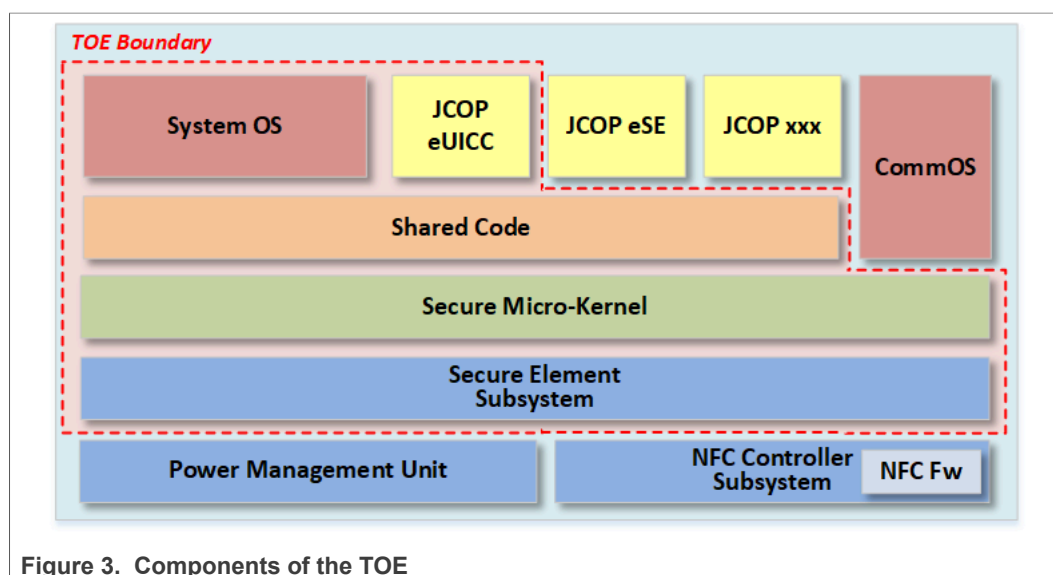 TOE Boundary
System OS
JCOP
eUICC
JCOP eSE
JCOP xxx
CommOS
Shared Code
Secure Micro-Kernel
Secure Element
Subsystem
Power Management Unit
NFC Controller
Subsystem
NFC Fw
Figure 3. Components of the TOE